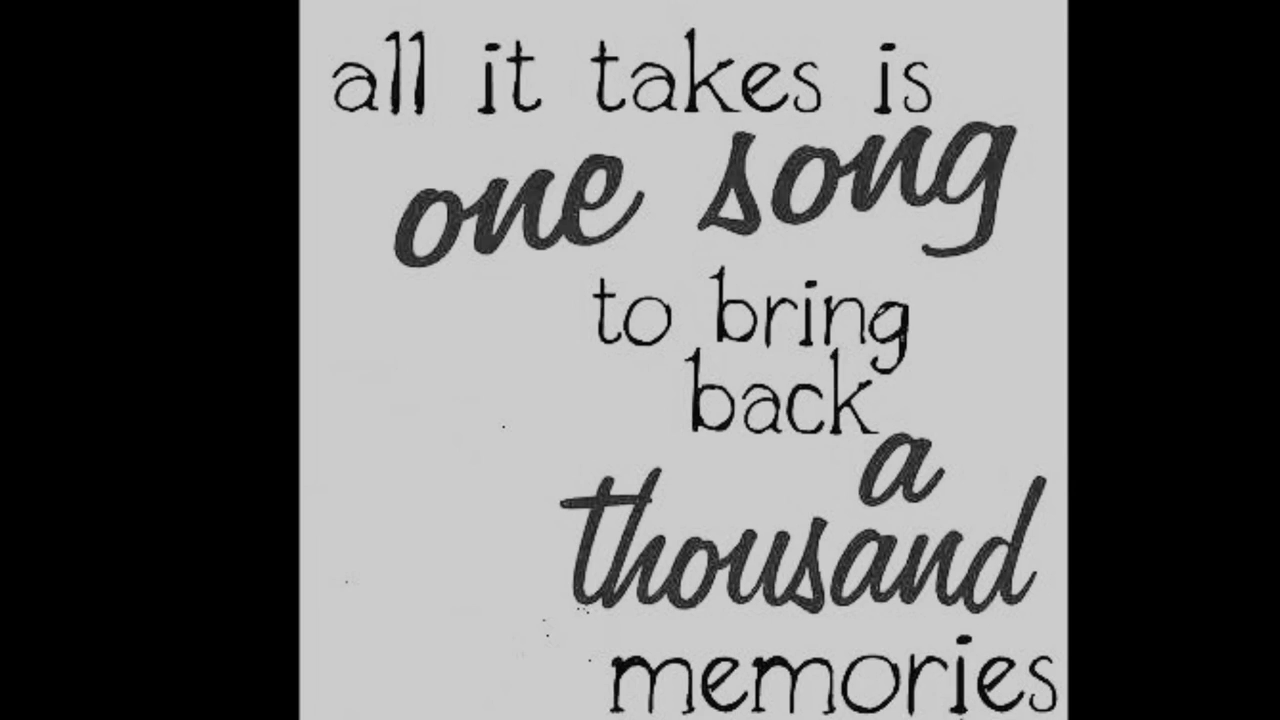 all it takes is
one song
to bring
back
a
thousand
memories